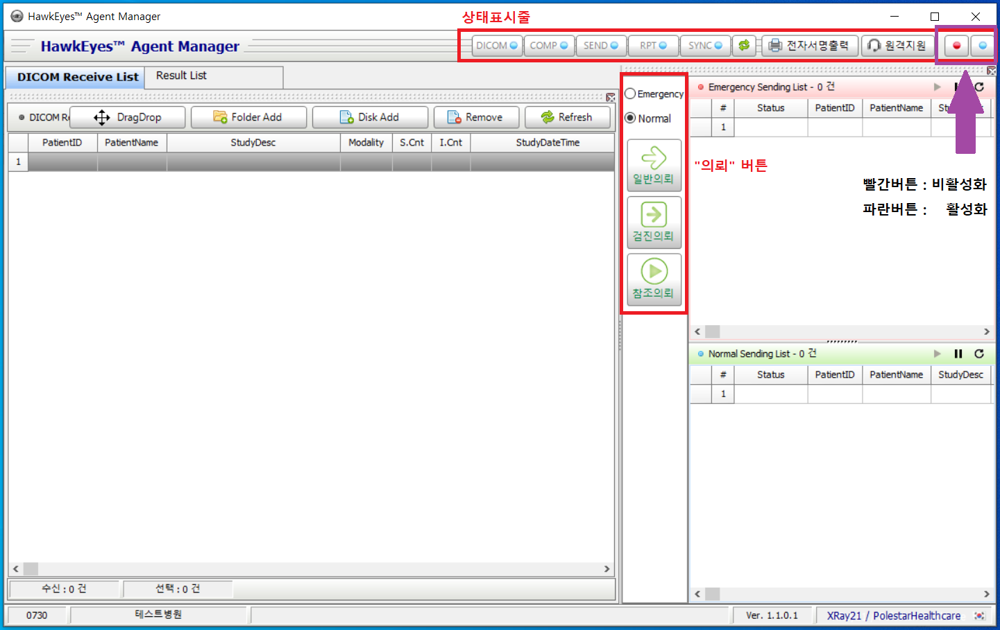 HawkEyes™ Agent Manager
상태표시줄
HawkEyes™ Agent Manager
DICOM COMP SEND RPT SYNC 전자서명출력 원격지원
DICOM Receive List Result List
DICOM Re DragDrop Folder Add Disk Add Remove Refresh
PatientID PatientName StudyDesc Modality S.Cnt I.Cnt StudyDateTime
1
Emergency
Normal
일반의뢰
검진의뢰
참조의뢰
Emergency Sending List - 0 건
# Status PatientID PatientName St
1
"의뢰" 버튼
빨간버튼 : 비활성화
파란버튼 : 활성화
Normal Sending List - 0 건
# Status PatientID PatientName StudyDesc
1
수신 : 0 건 선택 : 0 건
0730 테스트병원 Ver. 1.1.0.1 XRay21 / PolestarHealthcare